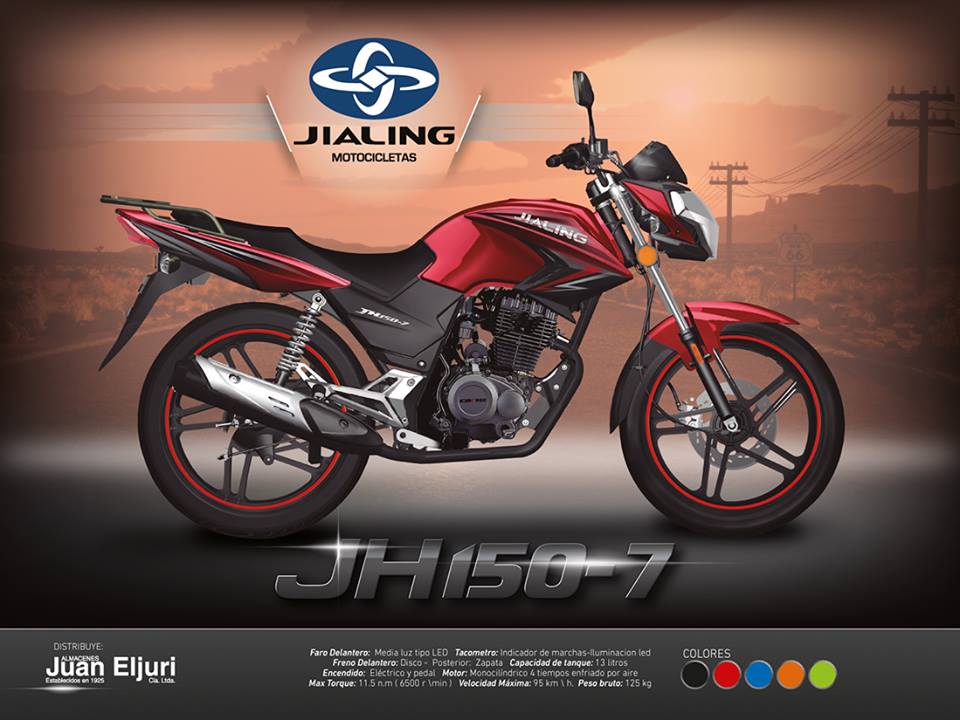 JIALING
MOTOCICLETAS
JIALING
JH150-7
66
JH150-7
DISTRIBUYE:
ALMACENES
Juan Eljuri
Establecidos en 1925 Cía. Ltda.
Faro Delantero: Media luz tipo LED Tacometro: Indicador de marchas-Iluminacion led
Freno Delantero: Disco - Posterior: Zapata Capacidad de tanque: 13 litros
Encendido: Eléctrico y pedal Motor: Monocilíndrico 4 tiempos enfriado por aire
Max Torque: 11.5 n.m ( 6500 r \min ) Velocidad Máxima: 95 km \ h. Peso bruto: 125 kg
COLORES